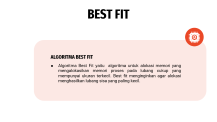 BEST FIT
ALGORITMA BEST FIT
● Algoritma Best Fit yaitu algoritma untuk alokasi memori yang
mengalokasikan memori proses pada lubang cukup yang
mempunyai ukuran terkecil. Best fit menginginkan agar alokasi
menghasilkan lubang sisa yang paling kecil.